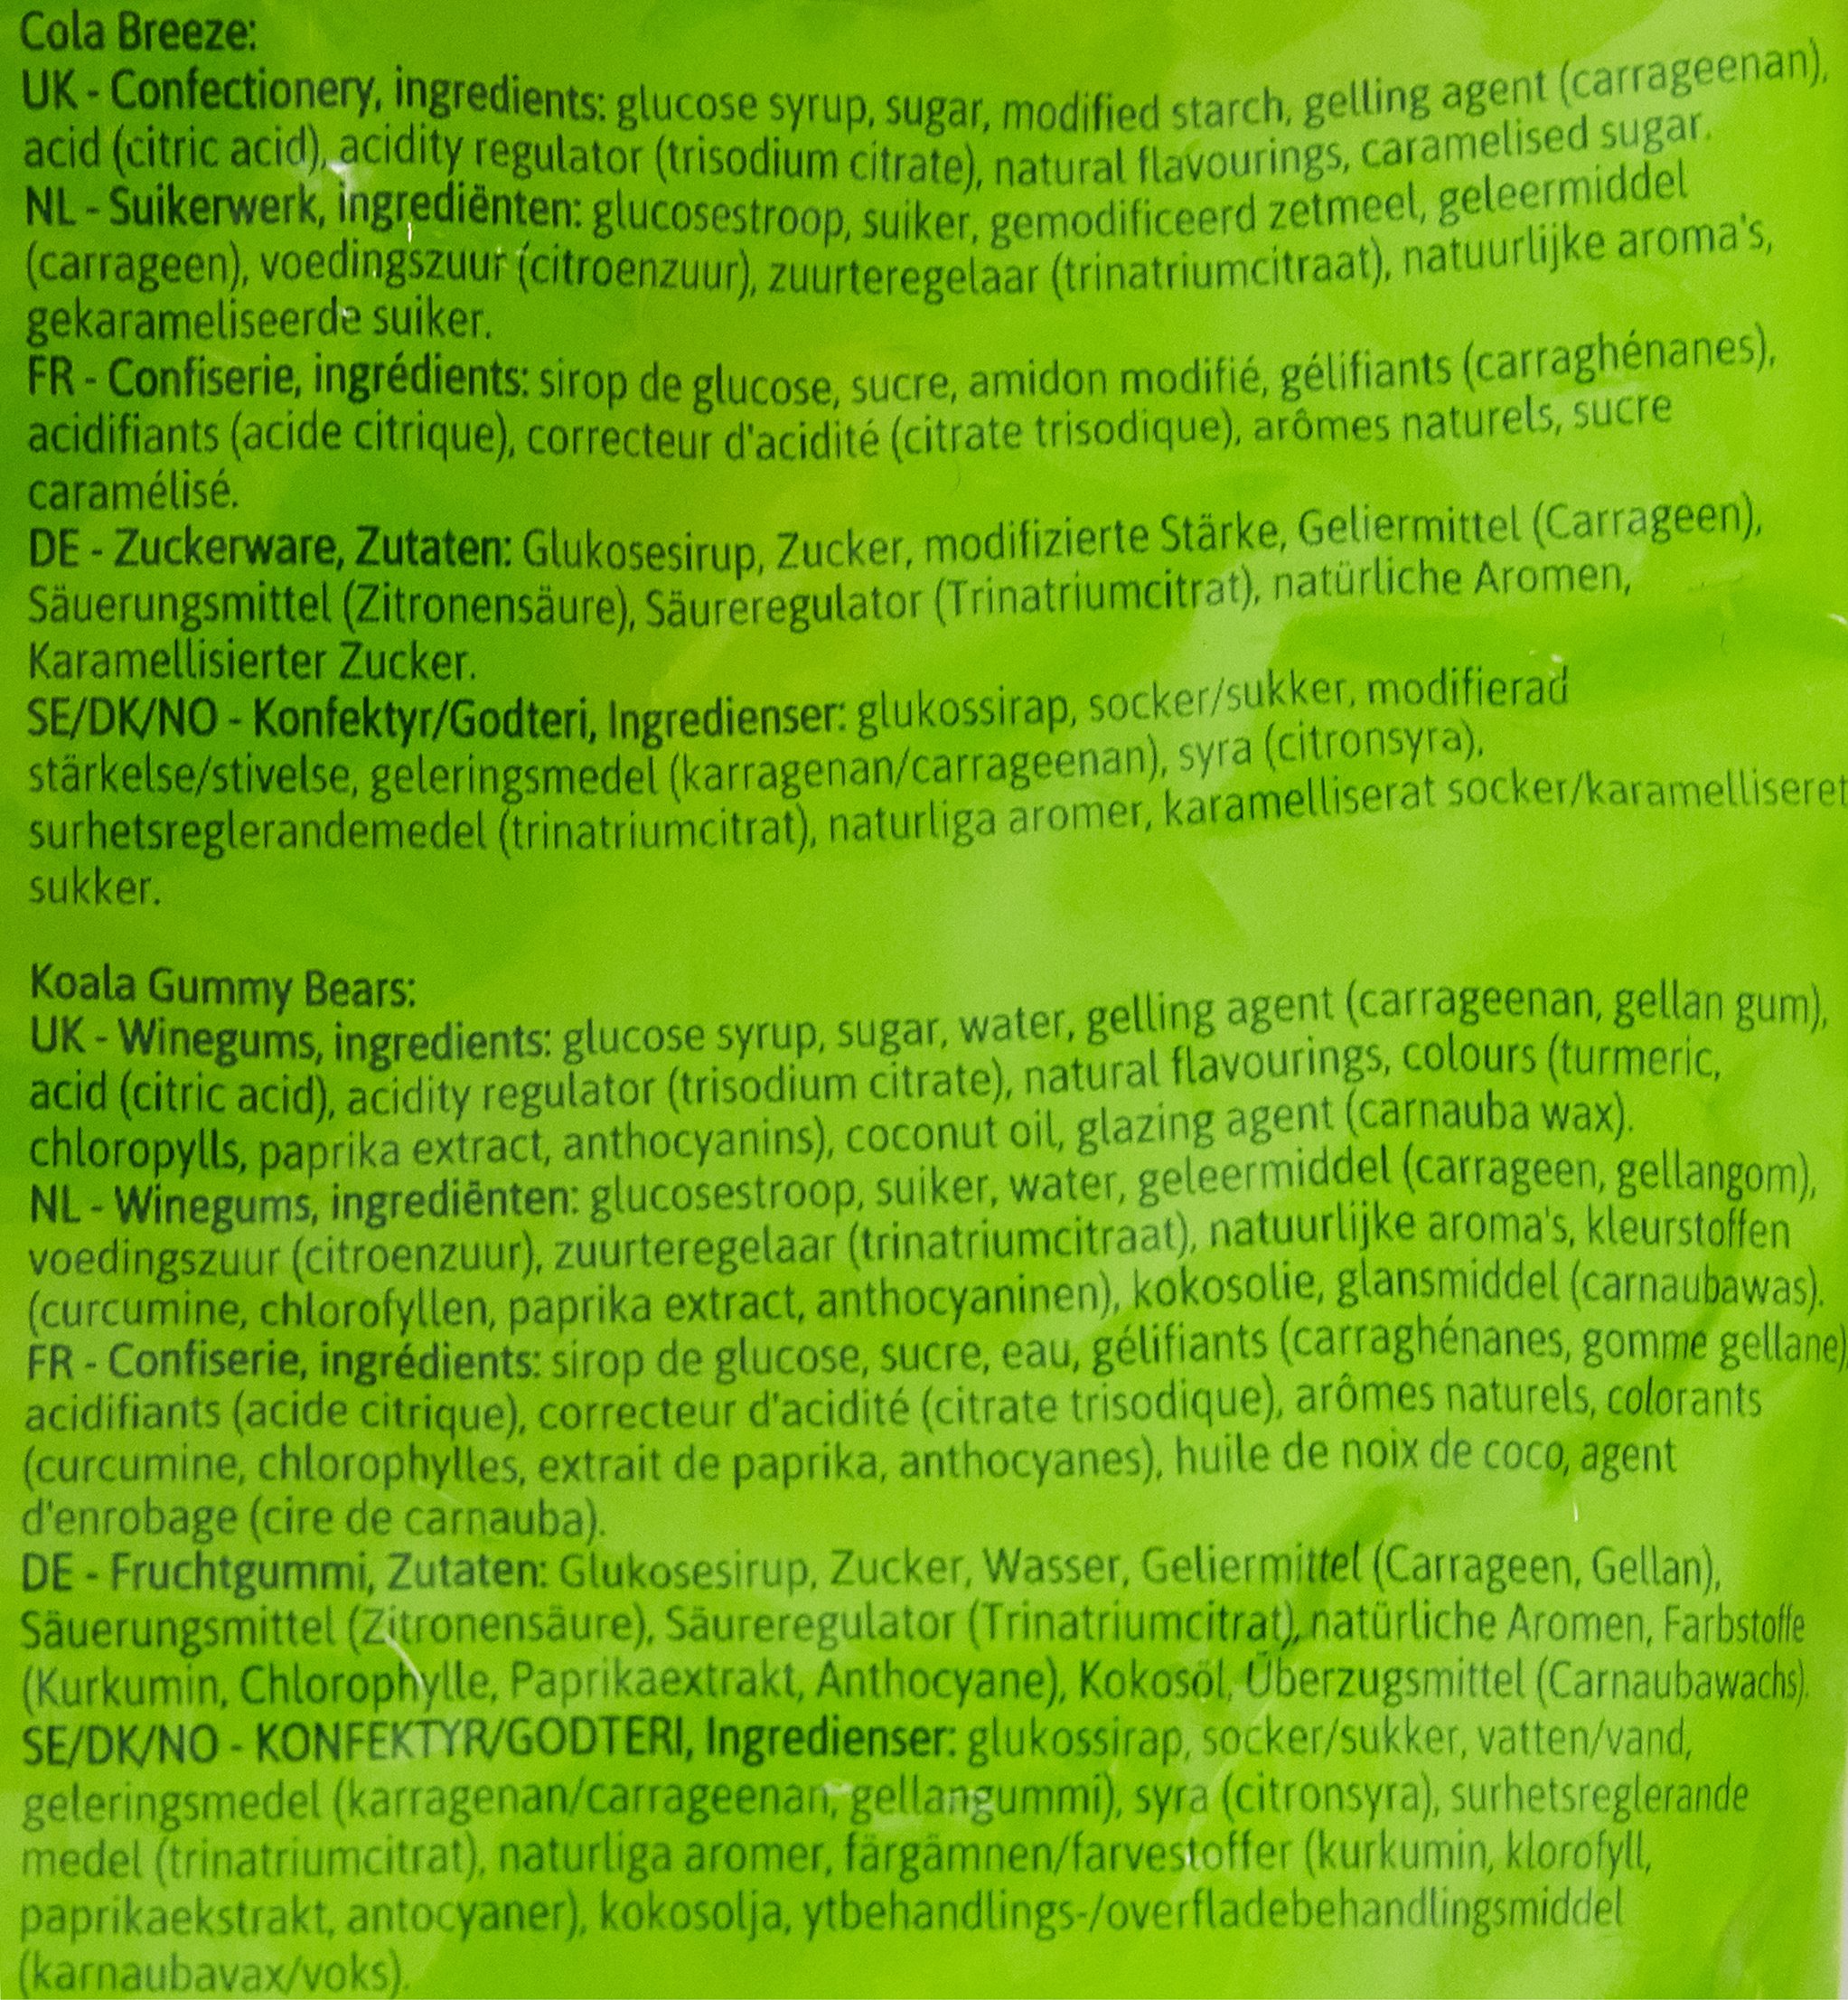 Cola Breeze:
UK - Confectionery, ingredients: glucose syrup, sugar, modified starch, gelling agent (carrageenan),
acid (citric acid), acidity regulator (trisodium citrate), natural flavourings, caramelised sugar.
NL - Suikerwerk, ingrediënten: glucosestroop, suiker, gemodificeerd zetmeel, geleermiddel
(carrageen), voedingszuur (citroenzuur), zuurteregelaar (trinatriumcitraat), natuurlijke aroma's,
gekarameliseerde suiker.
FR - Confiserie, ingrédients: sirop de glucose, sucre, amidon modifié, gélifiants (carraghénanes),
acidifiants (acide citrique), correcteur d'acidité (citrate trisodique), arômes naturels, sucre
caramélisé.
DE - Zuckerware, Zutaten: Glukosesirup, Zucker, modifizierte Stärke, Geliermittel (Carrageen),
Säuerungsmittel (Zitronensäure), Säureregulator (Trinatriumcitrat), natürliche Aromen,
Karamellisierter Zucker.
SE/DK/NO - Konfektyr/Godteri, Ingredienser: glukossirap, socker/sukker, modifierad
stärkelse/stivelse, geleringsmedel (karragenan/carrageenan), syra (citronsyra),
surhetsreglerandemedel (trinatriumcitrat), naturliga aromer, karamelliserat socker/karamelliseret
sukker.
Koala Gummy Bears:
UK - Winegums, ingredients: glucose syrup, sugar, water, gelling agent (carrageenan, gellan gum),
acid (citric acid), acidity regulator (trisodium citrate), natural flavourings, colours (turmeric,
chloropylls, paprika extract, anthocyanins), coconut oil, glazing agent (carnauba wax).
NL - Winegums, ingrediënten: glucosestroop, suiker, water, geleermiddel (carrageen, gellangom),
voedingszuur (citroenzuur), zuurteregelaar (trinatriumcitraat), natuurlijke aroma's, kleurstoffen
(curcumine, chlorofyllen, paprika extract, anthocyaninen), kokosolie, glansmiddel (carnaubawas).
FR - Confiserie, ingrédients: sirop de glucose, sucre, eau, gélifiants (carraghénanes, gomme gellane)
acidifiants (acide citrique), correcteur d'acidité (citrate trisodique), arômes naturels, colorants
(curcumine, chlorophylles, extrait de paprika, anthocyanes), huile de noix de coco, agent
d'enrobage (cire de carnauba).
DE - Fruchtgummi, Zutaten: Glukosesirup, Zucker, Wasser, Geliermittel (Carrageen, Gellan),
Säuerungsmittel (Zitronensäure), Säureregulator (Trinatriumcitrat), natürliche Aromen, Farbstoffe
(Kurkumin, Chlorophylle, Paprikaextrakt, Anthocyane), Kokosöl, Überzugsmittel (Carnaubawachs).
SE/DK/NO - KONFEKTYR/GODTERI, Ingredienser: glukossirap, socker/sukker, vatten/vand,
geleringsmedel (karragenan/carrageenan, gellangummi), syra (citronsyra), surhetsreglerande
medel (trinatriumcitrat), naturliga aromer, färgämnen/farvestoffer (kurkumin, klorofyll,
paprikaekstrakt, antocyaner), kokosolja, ytbehandlings-/overfladebehandlingsmiddel
(karnaubavax/voks).